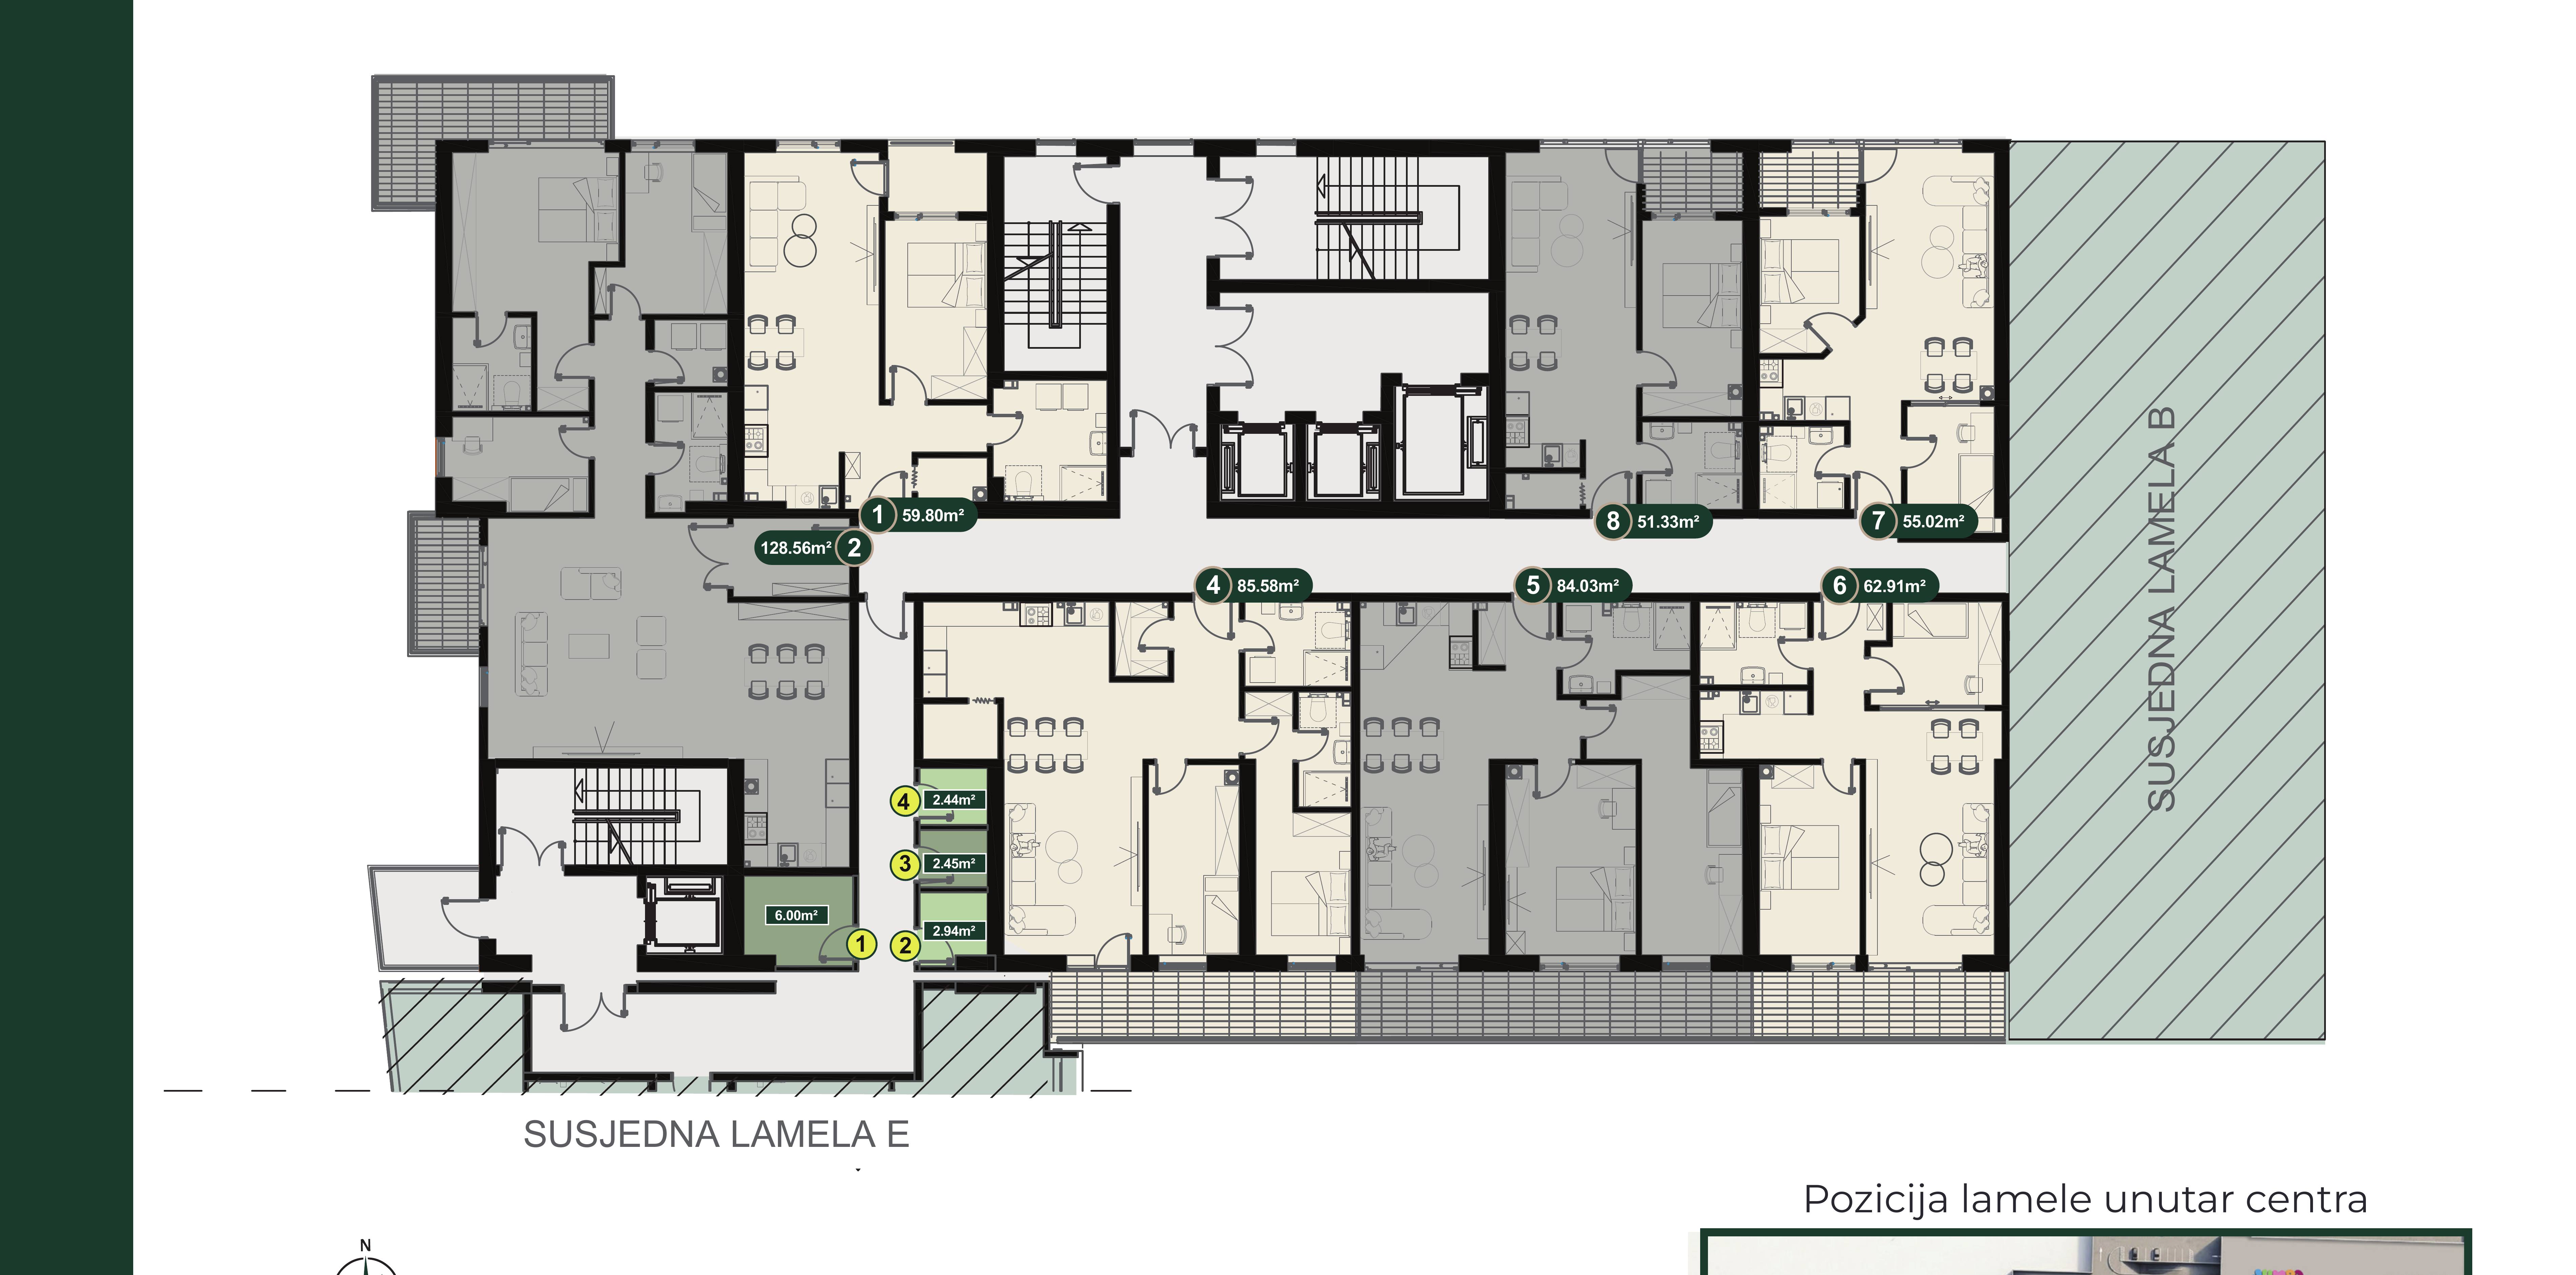 1 59.80m²
128.56m² 2
8 51.33m²
7 55.02m²
4 85.58m²
5 84.03m²
6 62.91m²
4 2.44m²
3 2.45m²
6.00m² 1
2 2.94m²
SUSJEDNA LAMELA B
SUSJEDNA LAMELA E
Pozicija lamele unutar centra
N